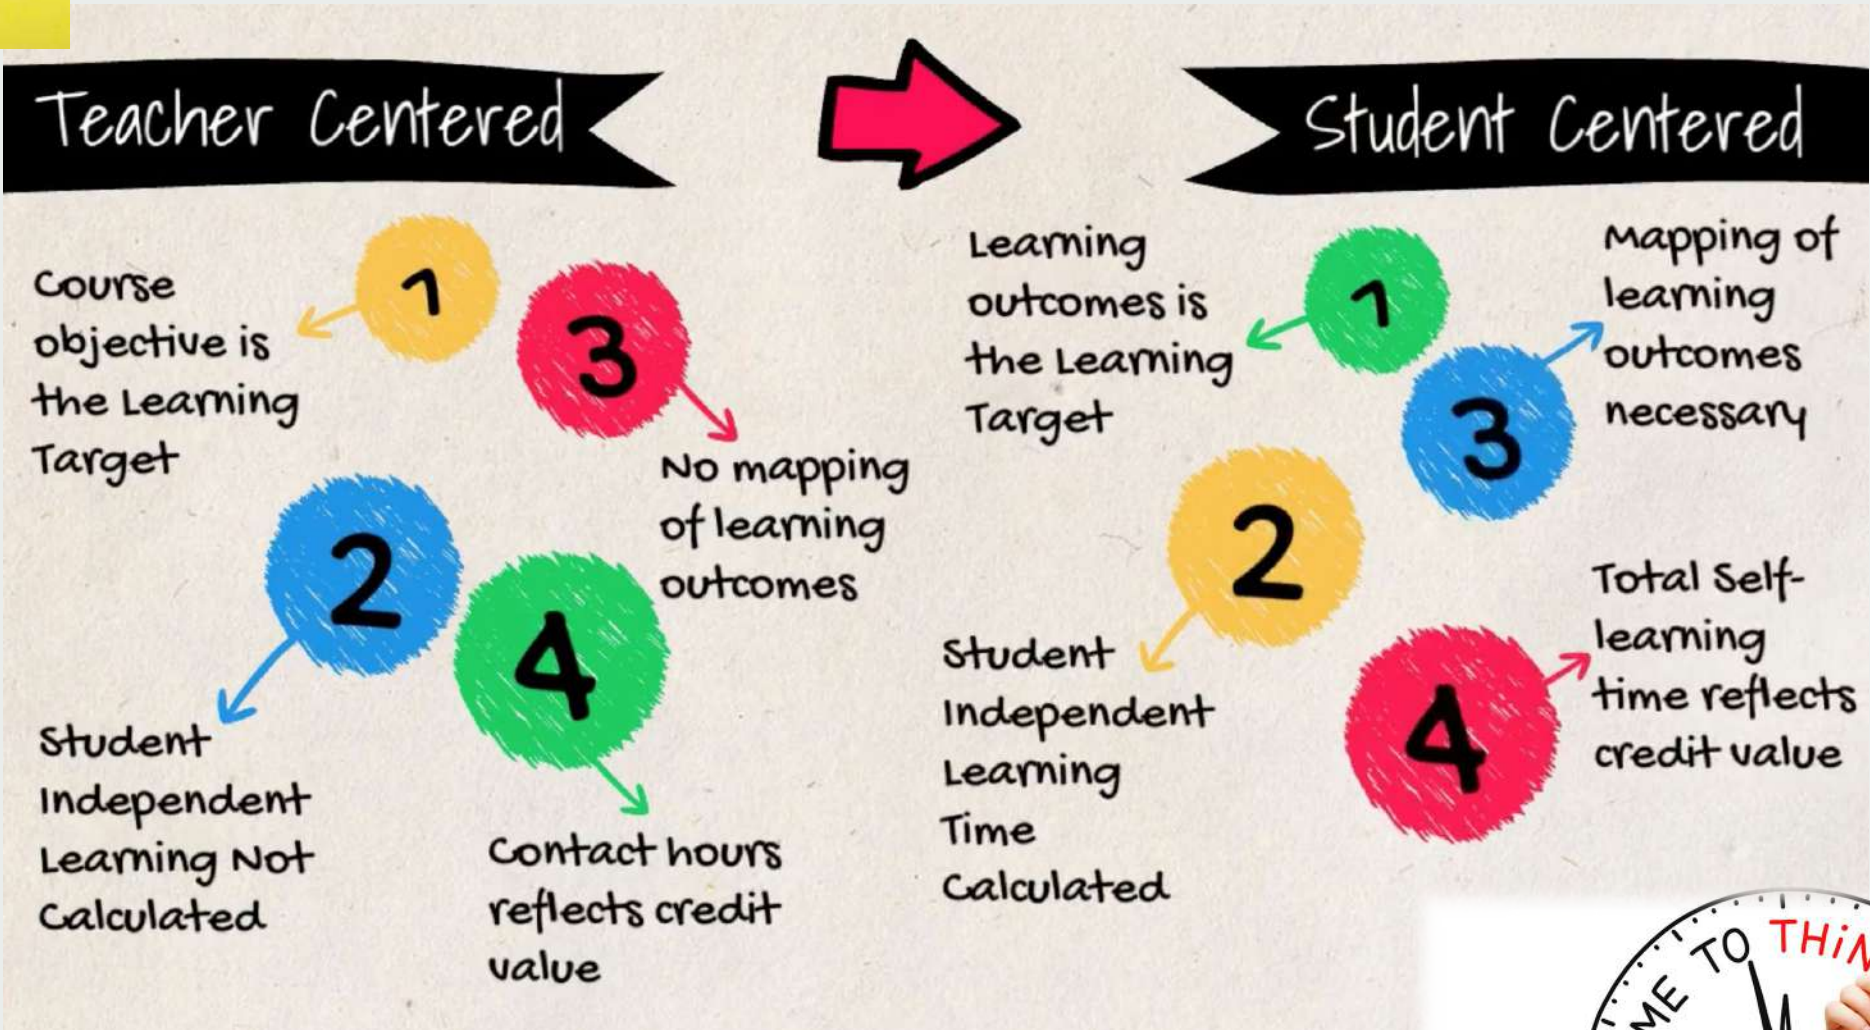 Teacher Centered
1
Course
objective is
the Learning
Target
2
Student
Independent
Learning Not
Calculated
3
No mapping
of learning
outcomes
4
Contact hours
reflects credit
value
Student Centered
1
Learning
outcomes is
the Learning
Target
2
Student
Independent
Learning
Time
Calculated
3
Mapping of
learning
outcomes
necessary
4
Total Self-
learning
time reflects
credit value
TO